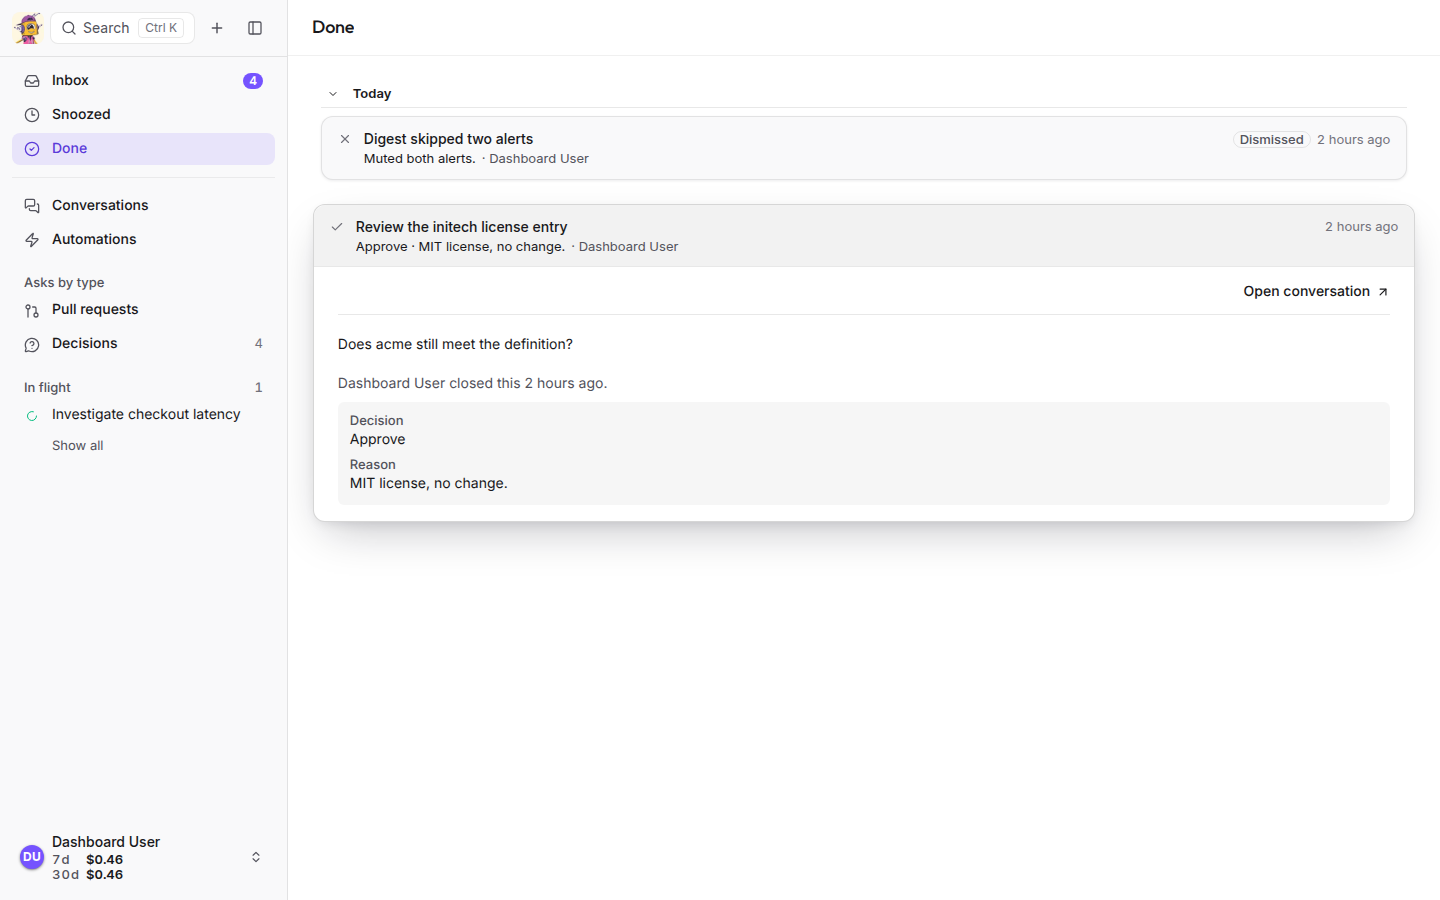 Search Ctrl K
Inbox 4
Snoozed
Done
Conversations
Automations
Asks by type
Pull requests
Decisions 4
In flight 1
Investigate checkout latency
Show all
DU Dashboard User
7d $0.46
30d $0.46
Done
Today
Digest skipped two alerts Dismissed 2 hours ago
Muted both alerts. · Dashboard User
Review the initech license entry 2 hours ago
Approve · MIT license, no change. · Dashboard User
Open conversation
Does acme still meet the definition?
Dashboard User closed this 2 hours ago.
Decision
Approve
Reason
MIT license, no change.